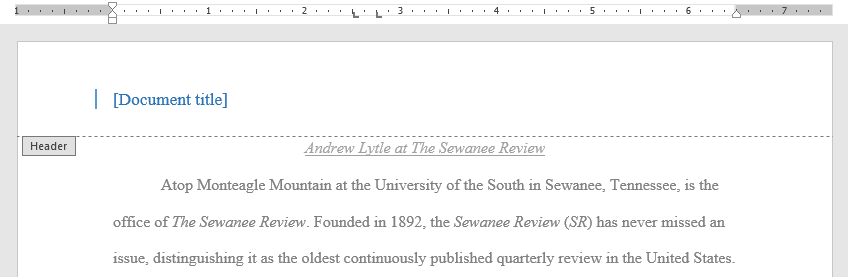 1 1 2 3 4 5 6 7
[Document title]
Header
Andrew Lytle at The Sewanee Review
Atop Monteagle Mountain at the University of the South in Sewanee, Tennessee, is the
office of The Sewanee Review. Founded in 1892, the Sewanee Review (SR) has never missed an
issue, distinguishing it as the oldest continuously published quarterly review in the United States.